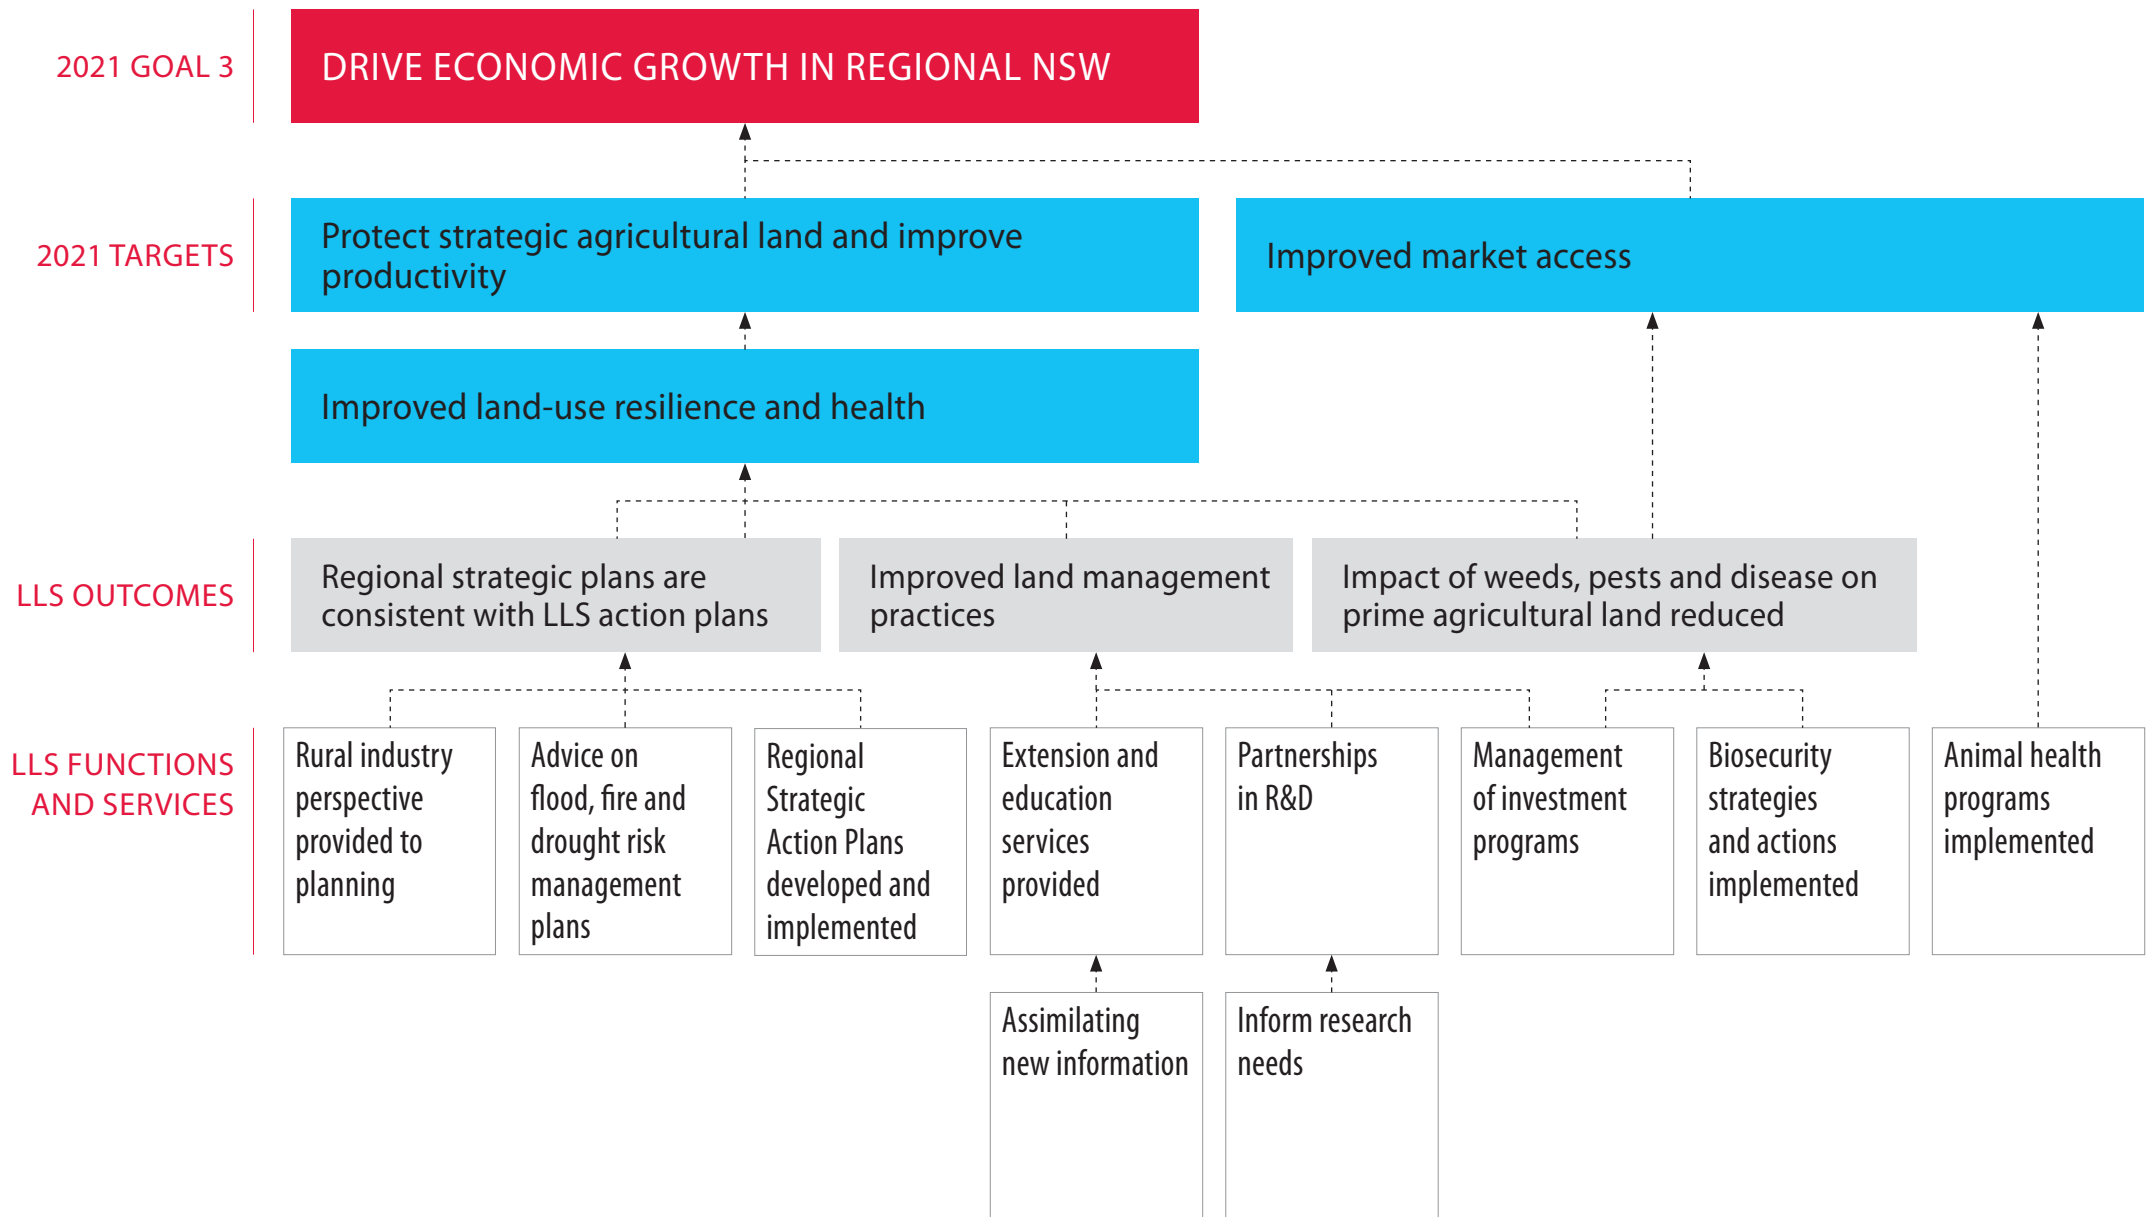 2021 GOAL 3
DRIVE ECONOMIC GROWTH IN REGIONAL NSW
2021 TARGETS
Protect strategic agricultural land and improve
productivity
Improved market access
Improved land-use resilience and health
LLS OUTCOMES
Regional strategic plans are
consistent with LLS action plans
Improved land management
practices
Impact of weeds, pests and disease on
prime agricultural land reduced
LLS FUNCTIONS
AND SERVICES
Rural industry
perspective
provided to
planning
Advice on
flood, fire and
drought risk
management
plans
Regional
Strategic
Action Plans
developed and
implemented
Extension and
education
services
provided
Partnerships
in R&D
Management
of investment
programs
Biosecurity
strategies
and actions
implemented
Animal health
programs
implemented
Assimilating
new information
Inform research
needs